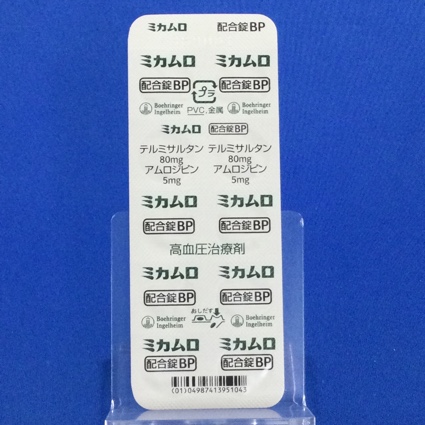 ミカムロ 配合錠BP
ミカムロ ミカムロ
配合錠BP プラ 配合錠BP
Boehringer Ingelheim PVC,金属 Boehringer Ingelheim
ミカムロ 配合錠BP
テルミサルタン テルミサルタン
80mg 80mg
アムロジピン アムロジピン
5mg 5mg
ミカムロ ミカムロ
配合錠BP 配合錠BP
高血圧治療剤
ミカムロ ミカムロ
配合錠BP 配合錠BP
Boehringer Ingelheim おしだす Boehringer Ingelheim
ミカムロ ミカムロ
配合錠BP 配合錠BP
(01)04987413951043